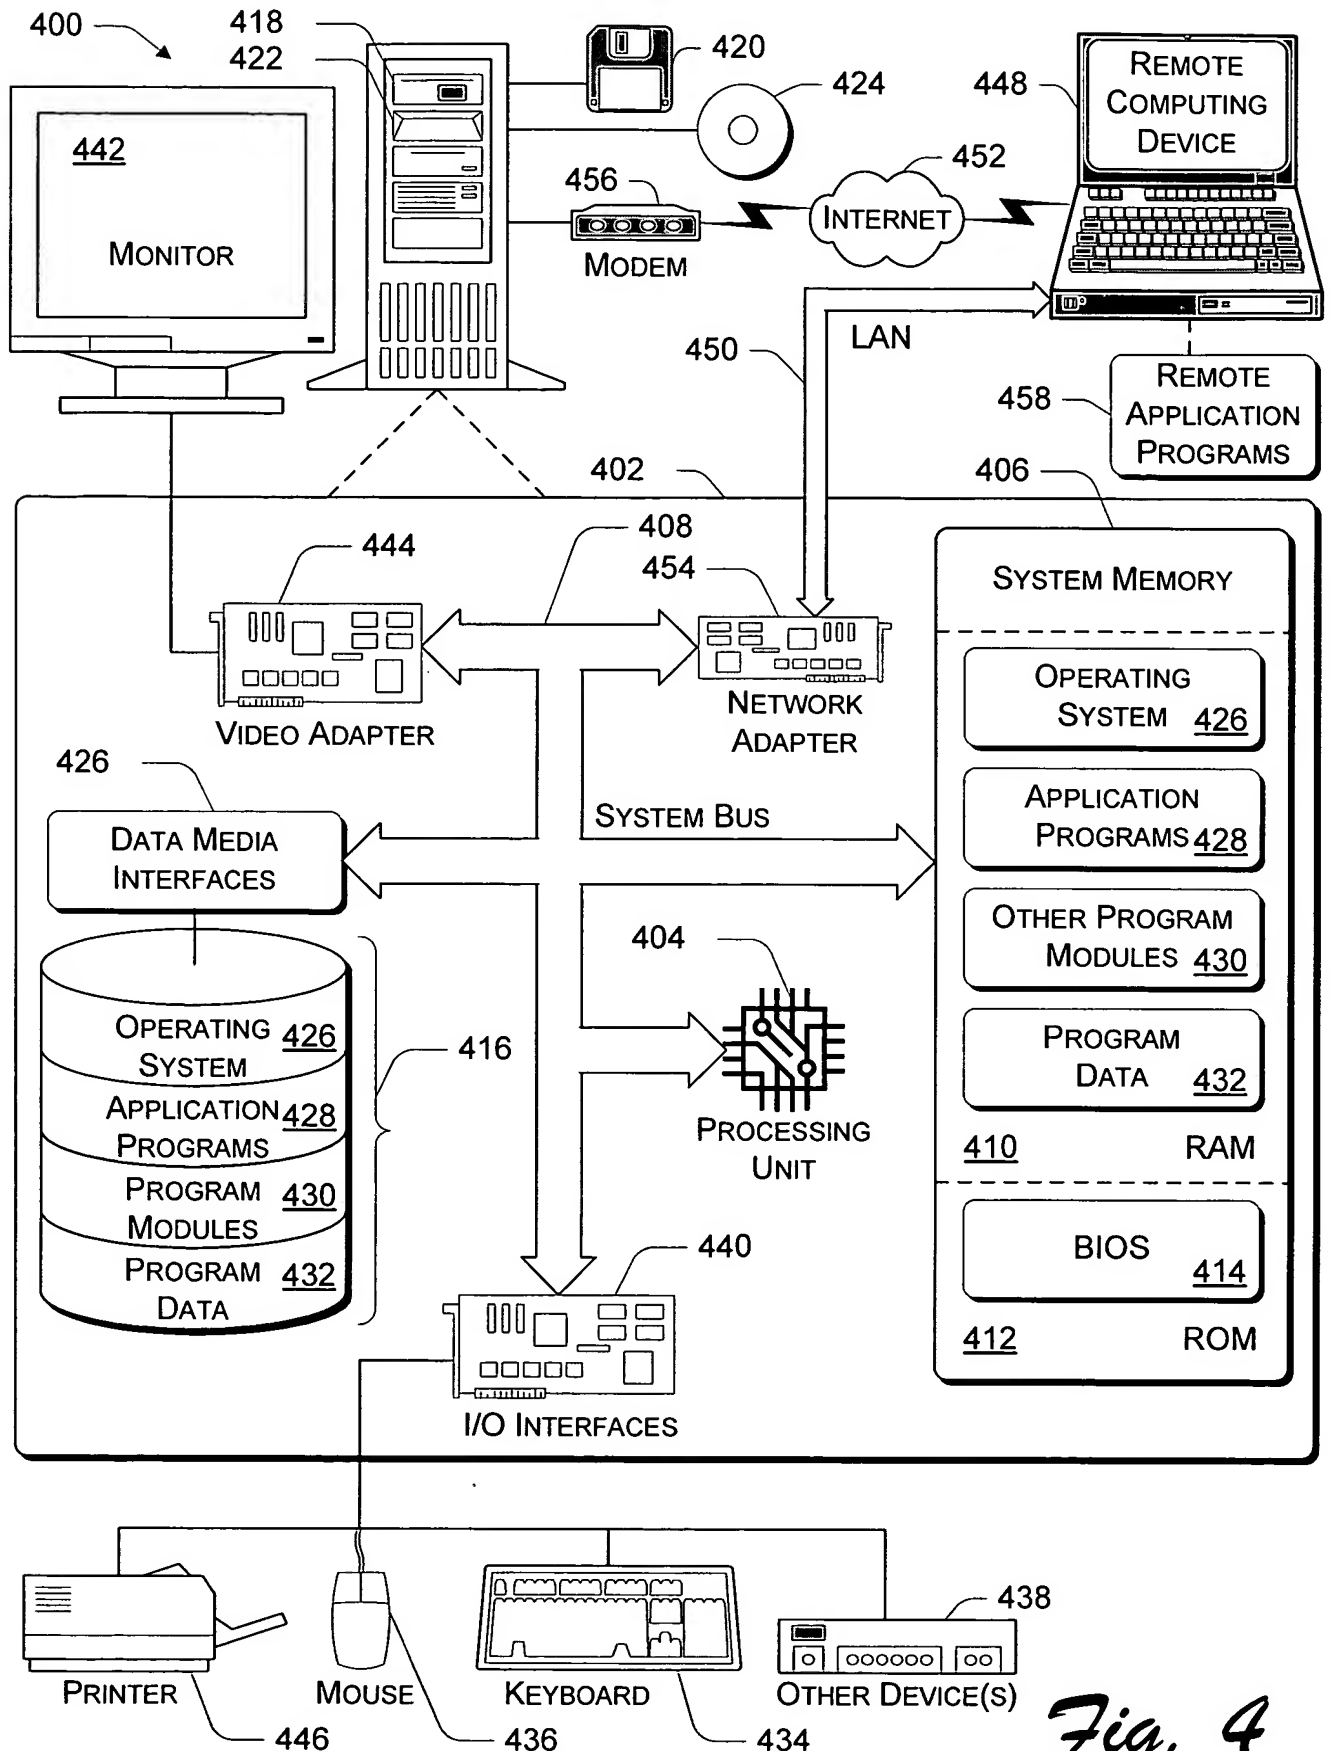 400
418
422
420
424
448
REMOTE
COMPUTING
DEVICE
442
MONITOR
456
MODEM
452
INTERNET
450
LAN
458
REMOTE
APPLICATION
PROGRAMS
402
406
444
VIDEO ADAPTER
408
454
NETWORK
ADAPTER
SYSTEM MEMORY
OPERATING
SYSTEM 426
APPLICATION
PROGRAMS 428
OTHER PROGRAM
MODULES 430
PROGRAM
DATA 432
410 RAM
BIOS
414
412 ROM
426
DATA MEDIA
INTERFACES
SYSTEM BUS
404
PROCESSING
UNIT
OPERATING
SYSTEM 426
APPLICATION
PROGRAMS 428
PROGRAM
MODULES 430
PROGRAM
DATA 432
416
440
I/O INTERFACES
PRINTER
446
MOUSE
436
KEYBOARD
434
438
OTHER DEVICE(S)
Fig. 4